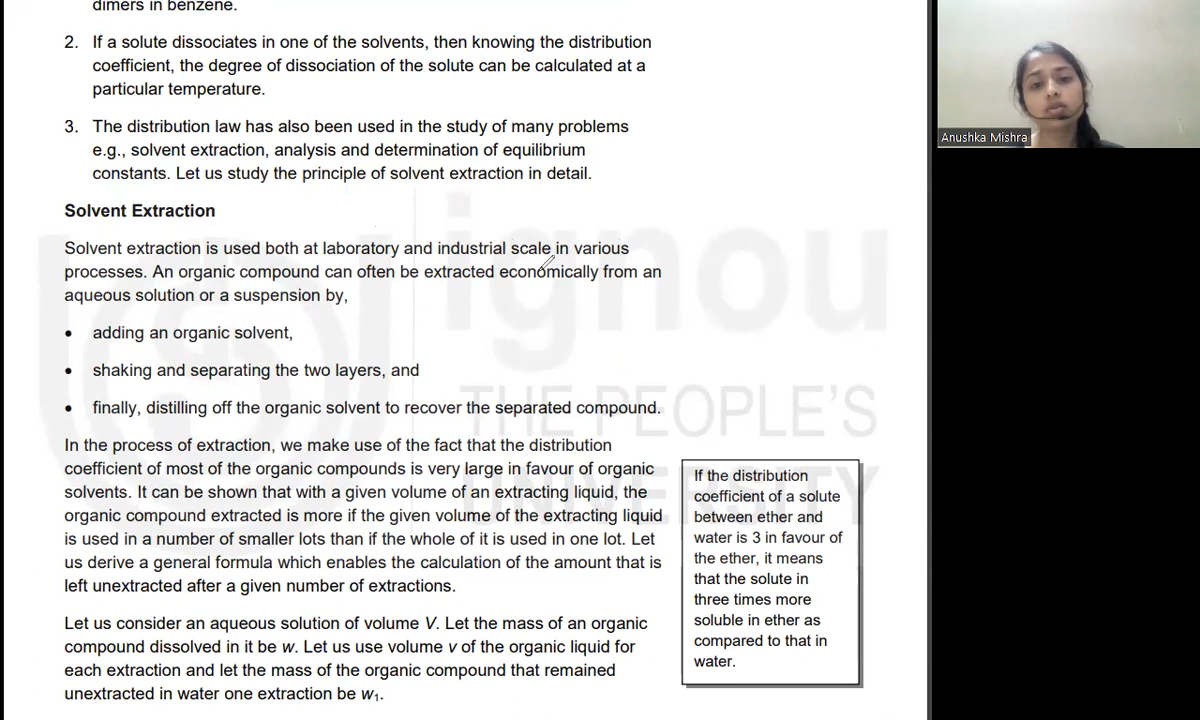 dimers in benzene.
2. If a solute dissociates in one of the solvents, then knowing the distribution
coefficient, the degree of dissociation of the solute can be calculated at a
particular temperature.
3. The distribution law has also been used in the study of many problems
e.g., solvent extraction, analysis and determination of equilibrium
constants. Let us study the principle of solvent extraction in detail.
Solvent Extraction
Solvent extraction is used both at laboratory and industrial scale in various
processes. An organic compound can often be extracted economically from an
aqueous solution or a suspension by,
• adding an organic solvent,
• shaking and separating the two layers, and
• finally, distilling off the organic solvent to recover the separated compound.
In the process of extraction, we make use of the fact that the distribution
coefficient of most of the organic compounds is very large in favour of organic
solvents. It can be shown that with a given volume of an extracting liquid, the
organic compound extracted is more if the given volume of the extracting liquid
is used in a number of smaller lots than if the whole of it is used in one lot. Let
us derive a general formula which enables the calculation of the amount that is
left unextracted after a given number of extractions.
Let us consider an aqueous solution of volume V. Let the mass of an organic
compound dissolved in it be w. Let us use volume v of the organic liquid for
each extraction and let the mass of the organic compound that remained
unextracted in water one extraction be w₁.
If the distribution
coefficient of a solute
between ether and
water is 3 in favour of
the ether, it means
that the solute in
three times more
soluble in ether as
compared to that in
water.
ignou
THE PEOPLE'S
UNIVERSITY
Anushka Mishra